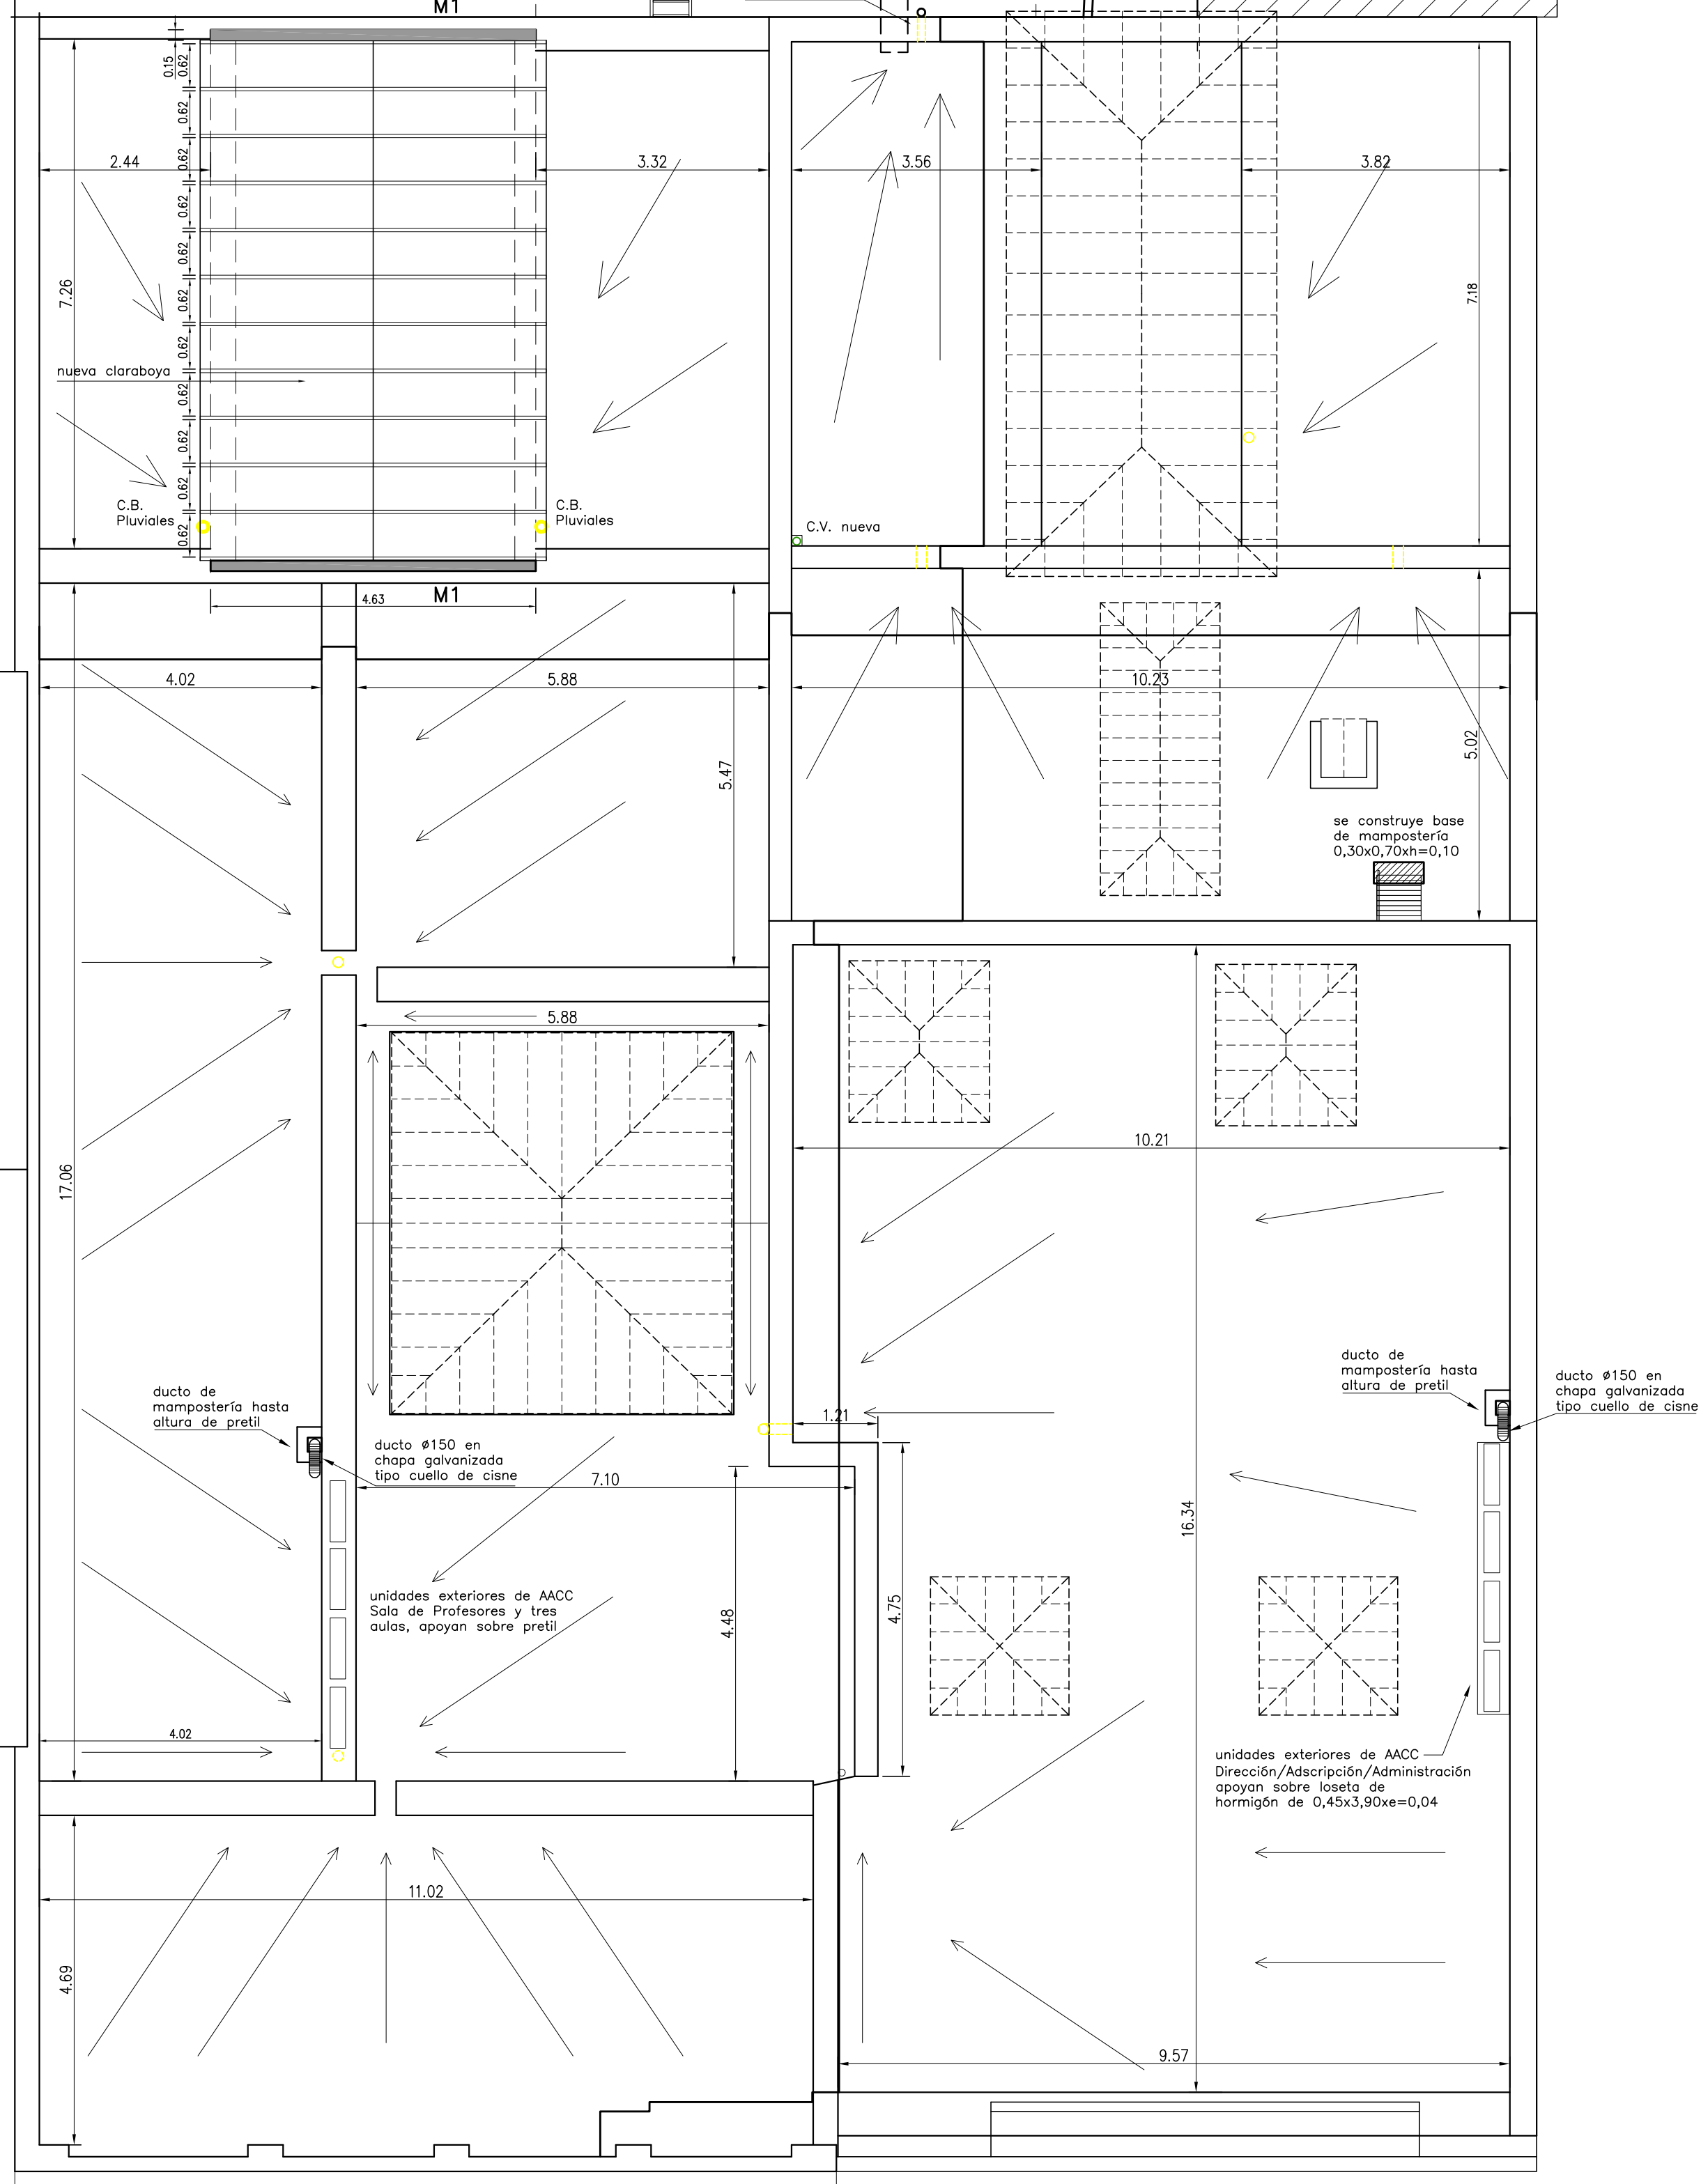 M1
0.15
0.62
0.62
0.62
0.62
0.62
0.62
0.62
0.62
0.62
0.62
0.62
2.44
3.32
3.56
3.82
7.26
7.18
nueva claraboya
C.B.
Pluviales
C.B.
Pluviales
C.V. nueva
M1
4.63
4.02
5.88
10.23
5.47
5.02
se construye base
de mampostería
0,30x0,70xh=0,10
5.88
10.21
17.06
ducto de
mampostería hasta
altura de pretil
ducto ø150 en
chapa galvanizada
tipo cuello de cisne
ducto de
mampostería hasta
altura de pretil
ducto ø150 en
chapa galvanizada
tipo cuello de cisne
1.21
7.10
16.34
unidades exteriores de AACC
Sala de Profesores y tres
aulas, apoyan sobre pretil
4.48
4.75
4.02
unidades exteriores de AACC
Dirección/Adscripción/Administración
apoyan sobre loseta de
hormigón de 0,45x3,90xe=0,04
11.02
4.69
9.57